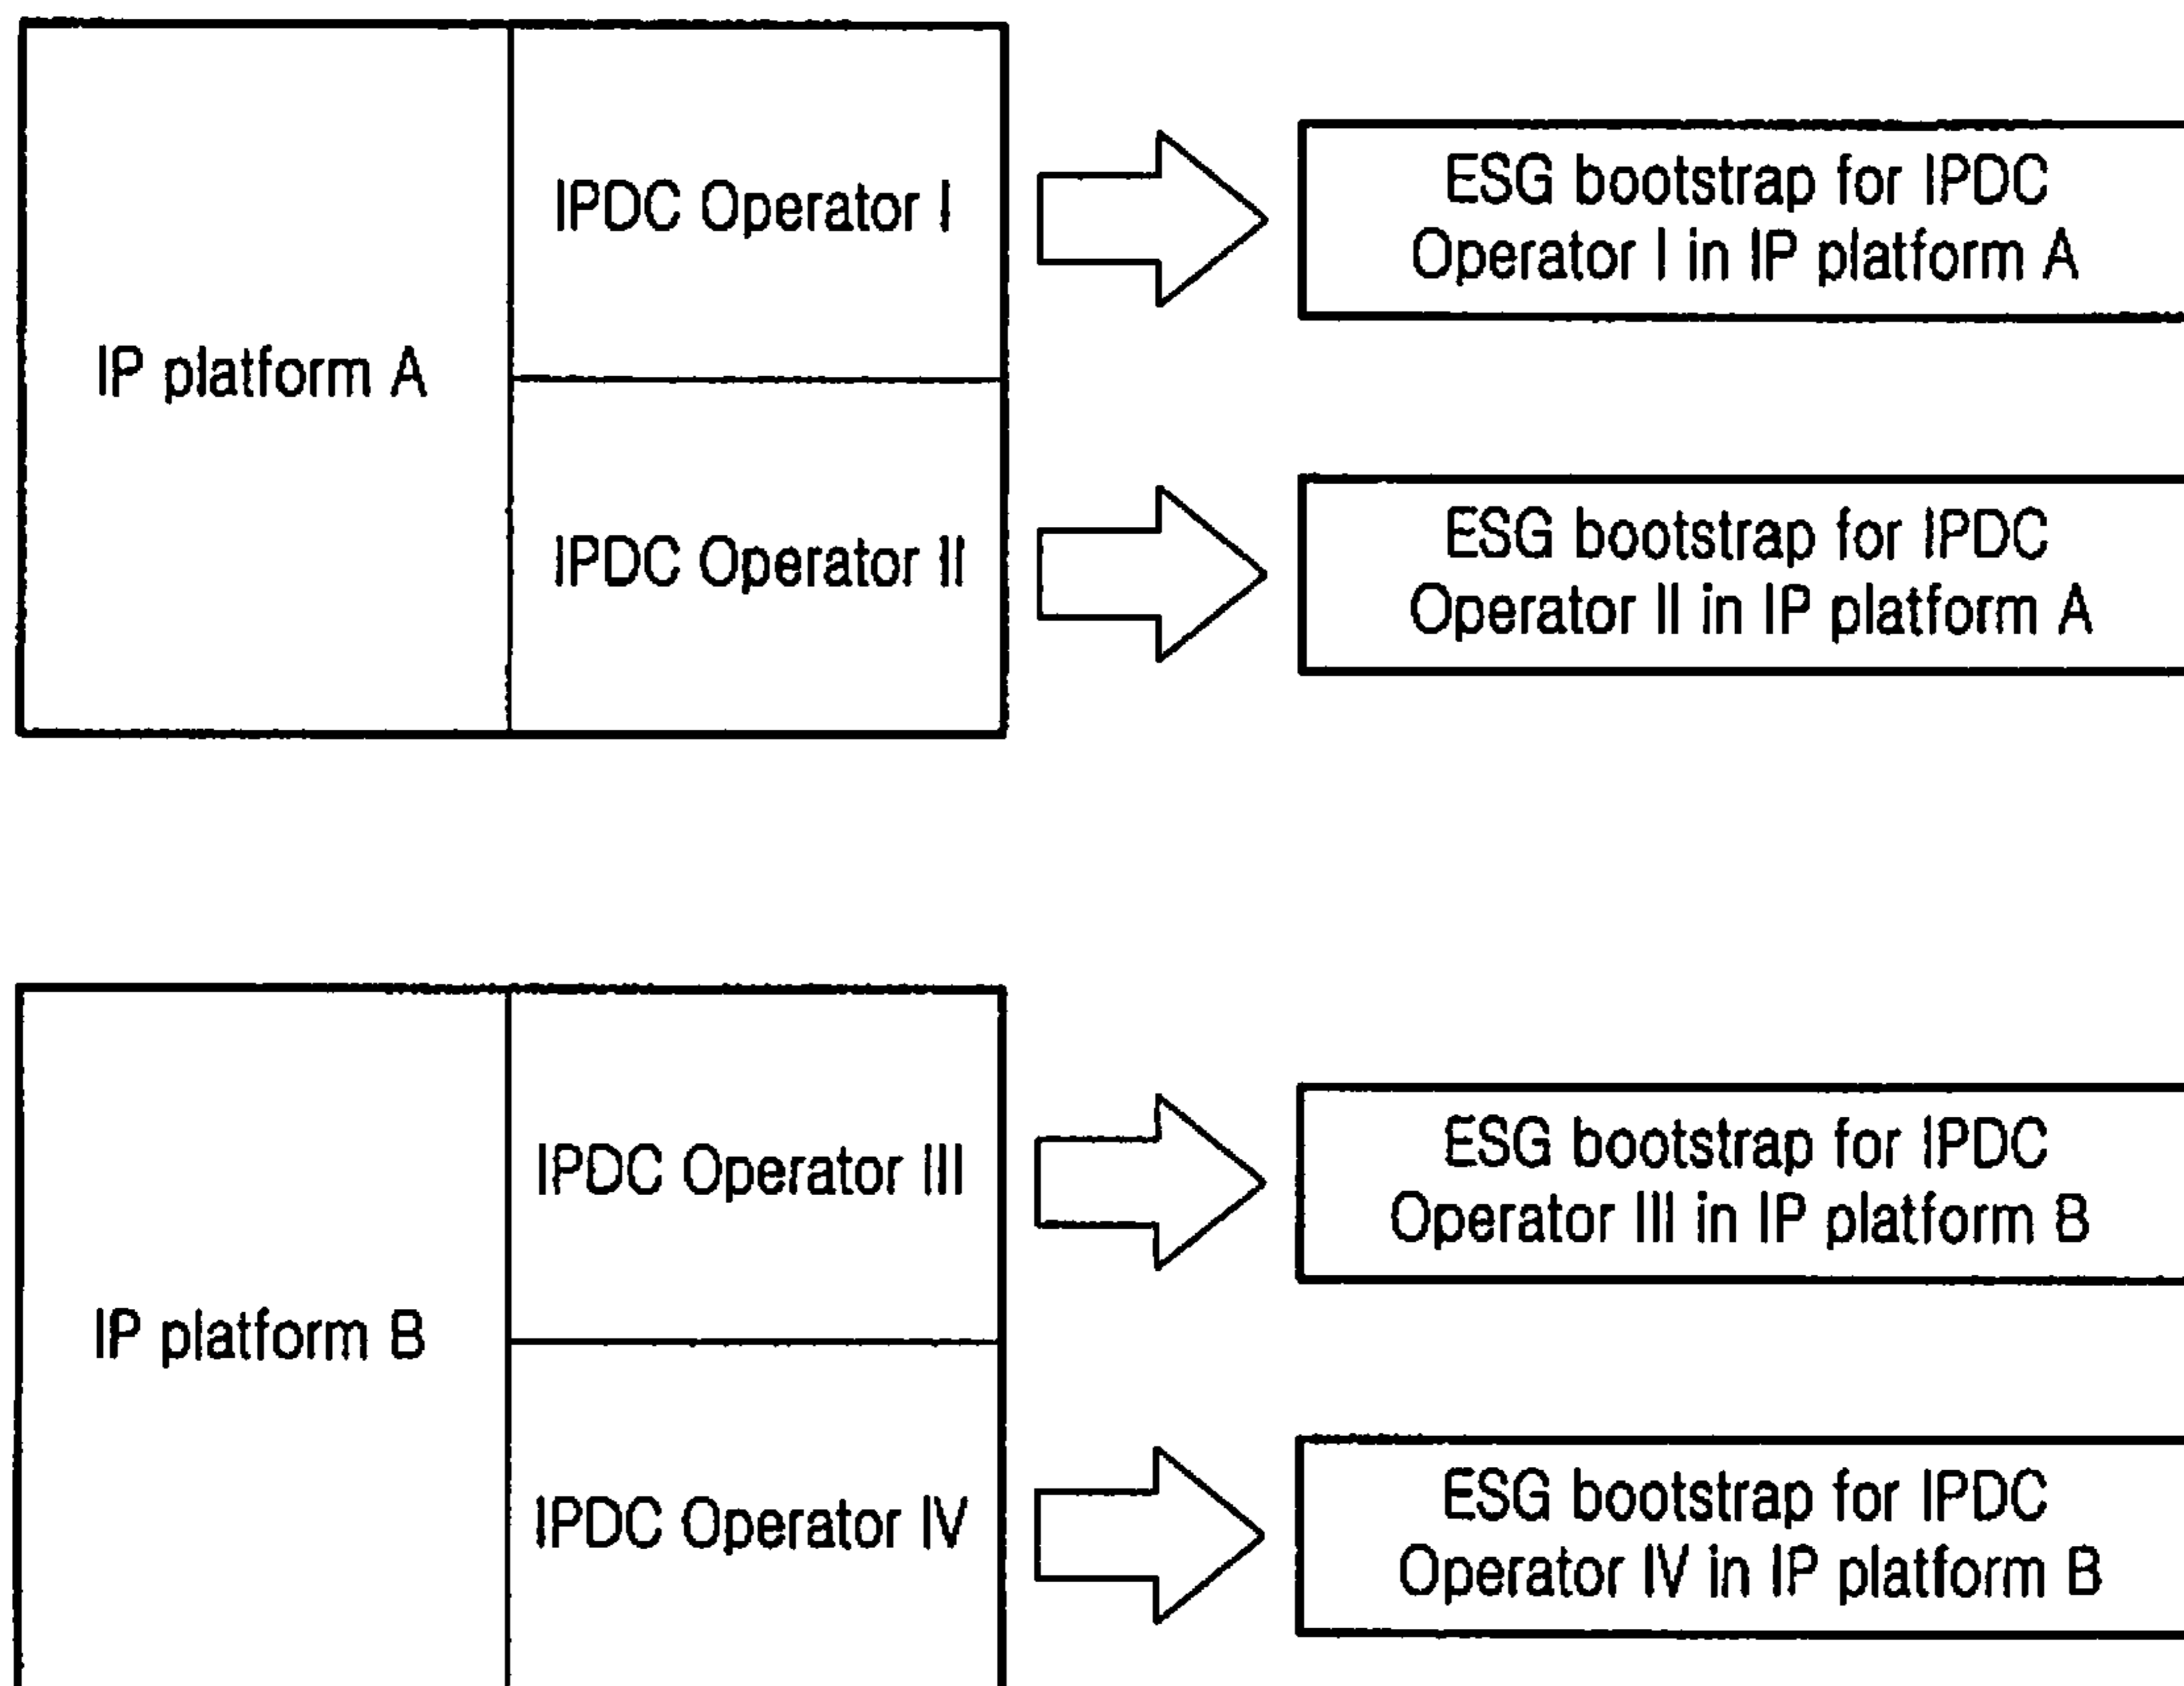 IP platform A
IPDC Operator I
ESG bootstrap for IPDC
Operator I in IP platform A
IPDC Operator II
ESG bootstrap for IPDC
Operator II in IP platform A
IP platform B
IPDC Operator III
ESG bootstrap for IPDC
Operator III in IP platform B
IPDC Operator IV
ESG bootstrap for IPDC
Operator IV in IP platform B